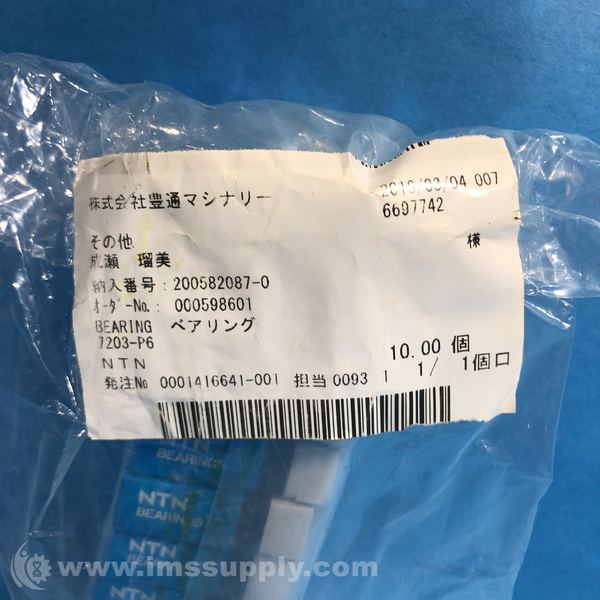 株式会社豊通マシナリー
2016/03/04 007
6697742
その他
様
成瀬 瑠美
納入番号:200582087-0
オーダーNo.: 000598601
BEARING ベアリング
7203-P6
10.00 個
NTN
発注No 0001416641-001 担当 0093 1 1/ 1個口
NTN
BEARINGS
NTN
BEARINGS
NTN
BEARINGS
NTN
www.imssupply.com